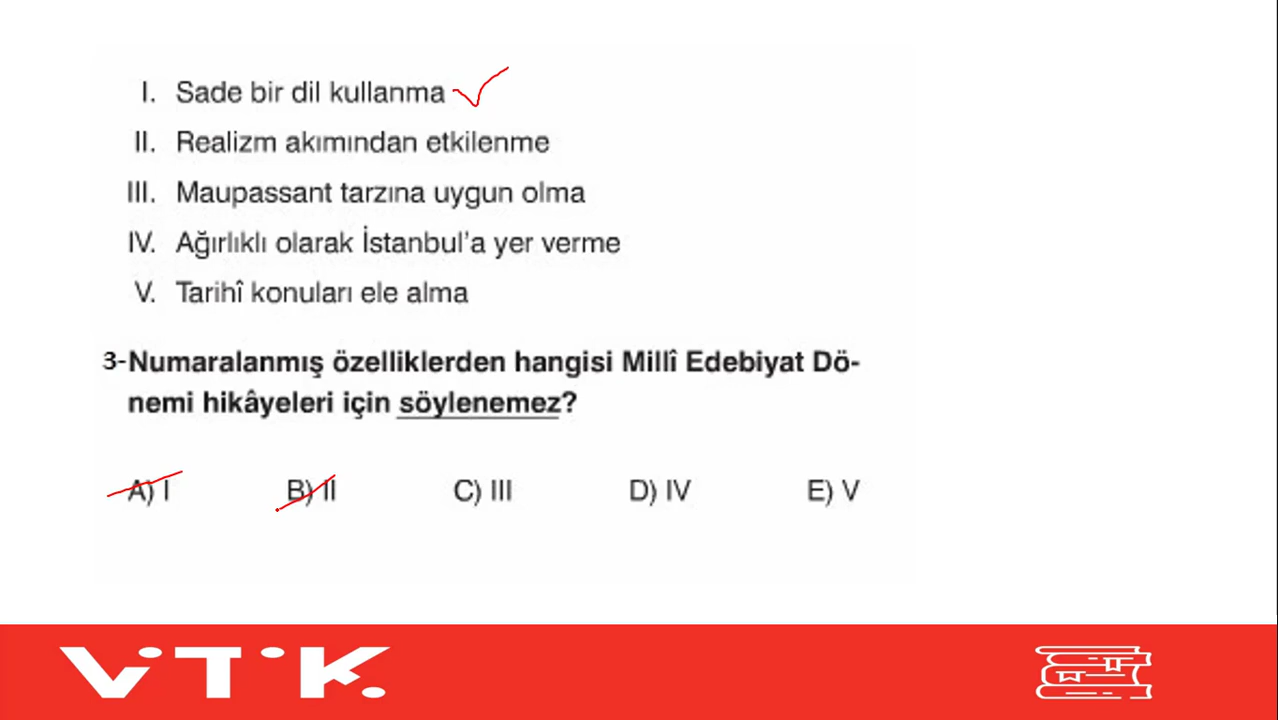 I. Sade bir dil kullanma
II. Realizm akımından etkilenme
III. Maupassant tarzına uygun olma
IV. Ağırlıklı olarak İstanbul'a yer verme
V. Tarihî konuları ele alma
3-Numaralanmış özelliklerden hangisi Millî Edebiyat Dö-
nemi hikâyeleri için söylenemez?
A) I B) II C) III D) IV E) V
VTK